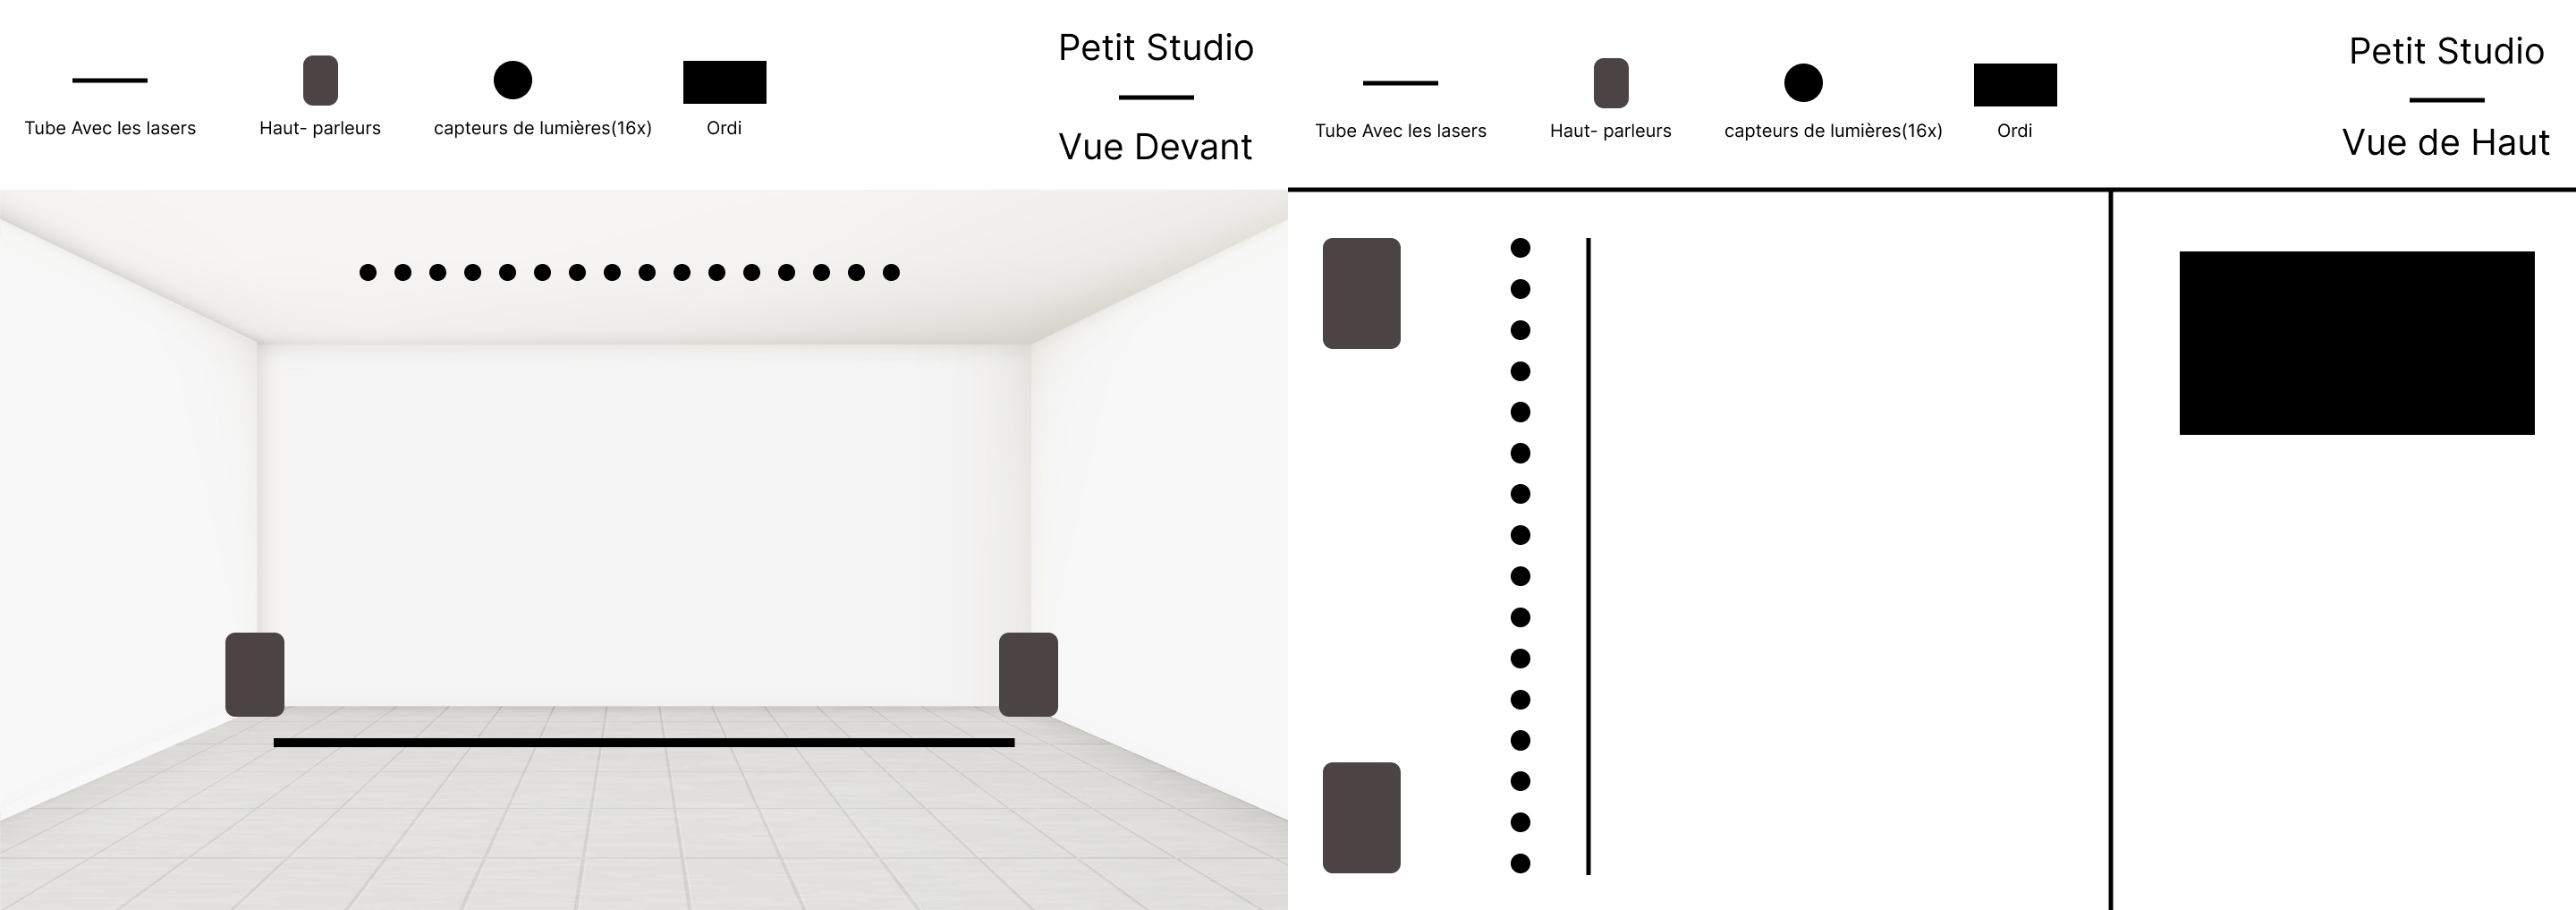 Petit Studio
Vue Devant
Tube Avec les lasers
Haut- parleurs
capteurs de lumières(16x)
Ordi
Petit Studio
Vue de Haut
Tube Avec les lasers
Haut- parleurs
capteurs de lumières(16x)
Ordi